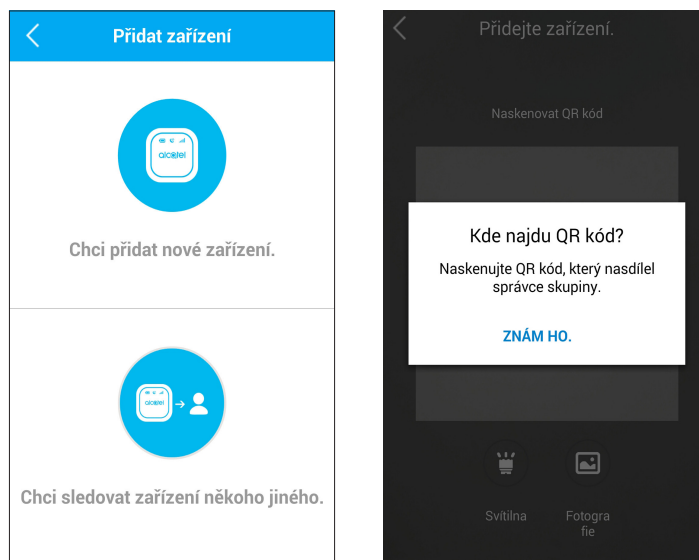 Přidat zařízení
alcatel
Chci přidat nové zařízení.
alcatel
Chci sledovat zařízení někoho jiného.
Přidejte zařízení.
Naskenovat QR kód
Kde najdu QR kód?
Naskenujte QR kód, který nasdílel
správce skupiny.
ZNÁM HO.
Svítilna
Fotogra
fie